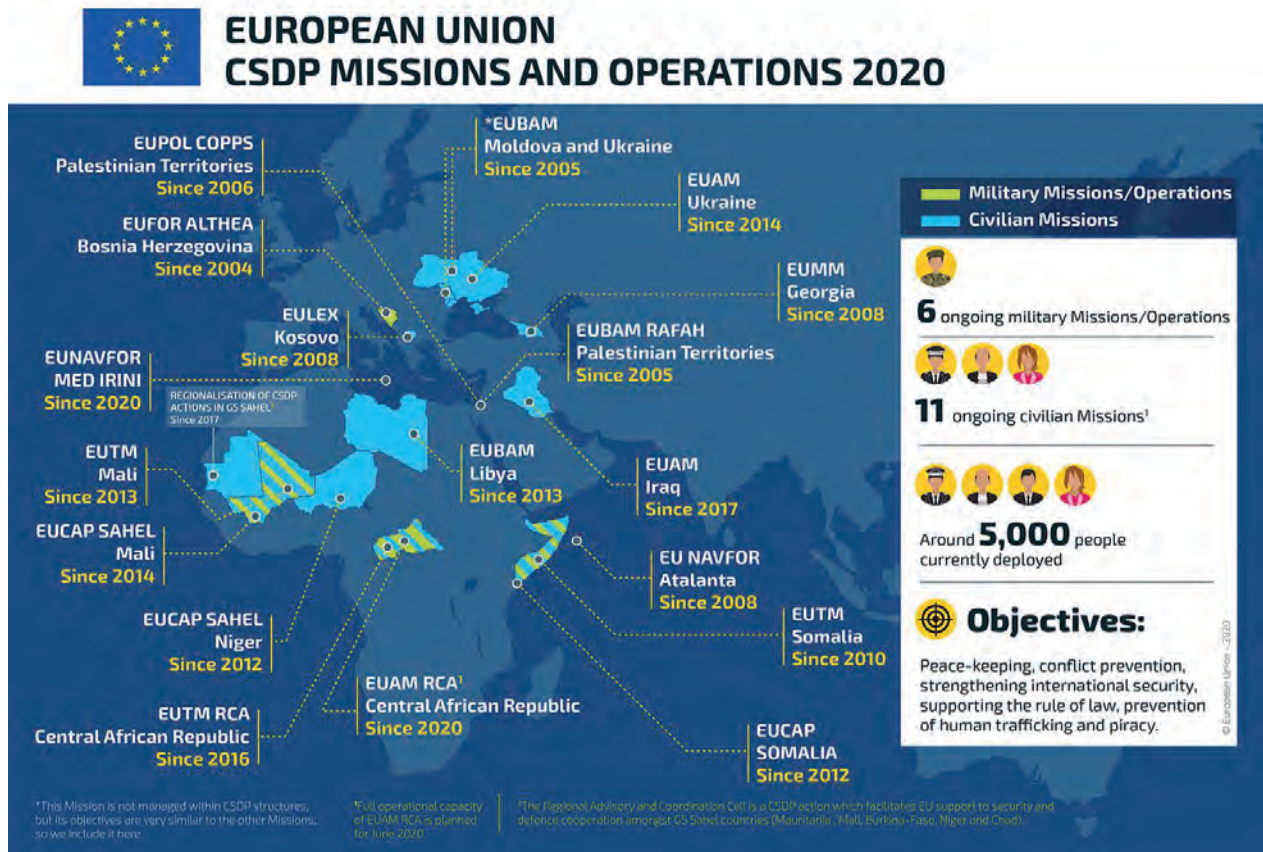 EUROPEAN UNION
CSDP MISSIONS AND OPERATIONS 2020
EUPOL COPPS
Palestinian Territories
Since 2006
*EUBAM
Moldova and Ukraine
Since 2005
EUAM
Ukraine
Since 2014
EUFOR ALTHEA
Bosnia Herzegovina
Since 2004
EUMM
Georgia
Since 2008
EULEX
Kosovo
Since 2008
EUBAM RAFAH
Palestinian Territories
Since 2005
EUNAVFOR
MED IRINI
Since 2020
REGIONALISATION OF CSDP
ACTIONS IN G5 SAHEL²
Since 2017
EUTM
Mali
Since 2013
EUBAM
Libya
Since 2013
EUAM
Iraq
Since 2017
EUCAP SAHEL
Mali
Since 2014
EU NAVFOR
Atalanta
Since 2008
EUCAP SAHEL
Niger
Since 2012
EUTM
Somalia
Since 2010
EUAM RCA¹
Central African Republic
Since 2020
EUTM RCA
Central African Republic
Since 2016
EUCAP
SOMALIA
Since 2012
Military Missions/Operations
Civilian Missions
6 ongoing military Missions/Operations
11 ongoing civilian Missions¹
Around 5,000 people
currently deployed
Objectives:
Peace-keeping, conflict prevention,
strengthening international security,
supporting the rule of law, prevention
of human trafficking and piracy.
© European Union - 2020
*This Mission is not managed within CSDP structures,
but its objectives are very similar to the other Missions,
so we include it here
¹Full operational capacity
of EUAM RCA is planned
for June 2020
²The Regional Advisory and Coordination Cell is a CSDP action which facilitates EU support to security and
defence cooperation amongst G5 Sahel countries (Mauritania, Mali, Burkina-Faso, Niger and Chad).